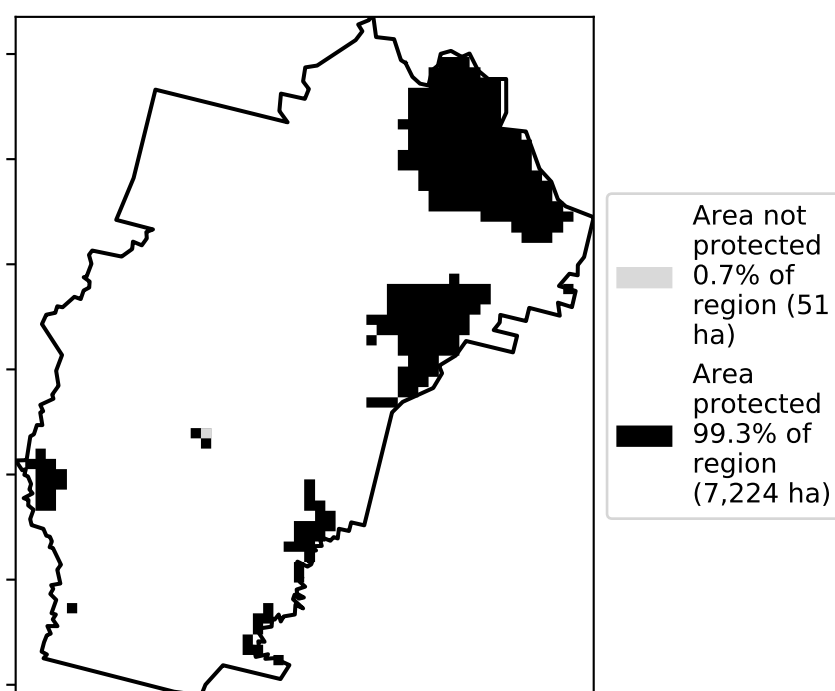 Area not
protected
0.7% of
region (51
ha)
Area
protected
99.3% of
region
(7,224 ha)